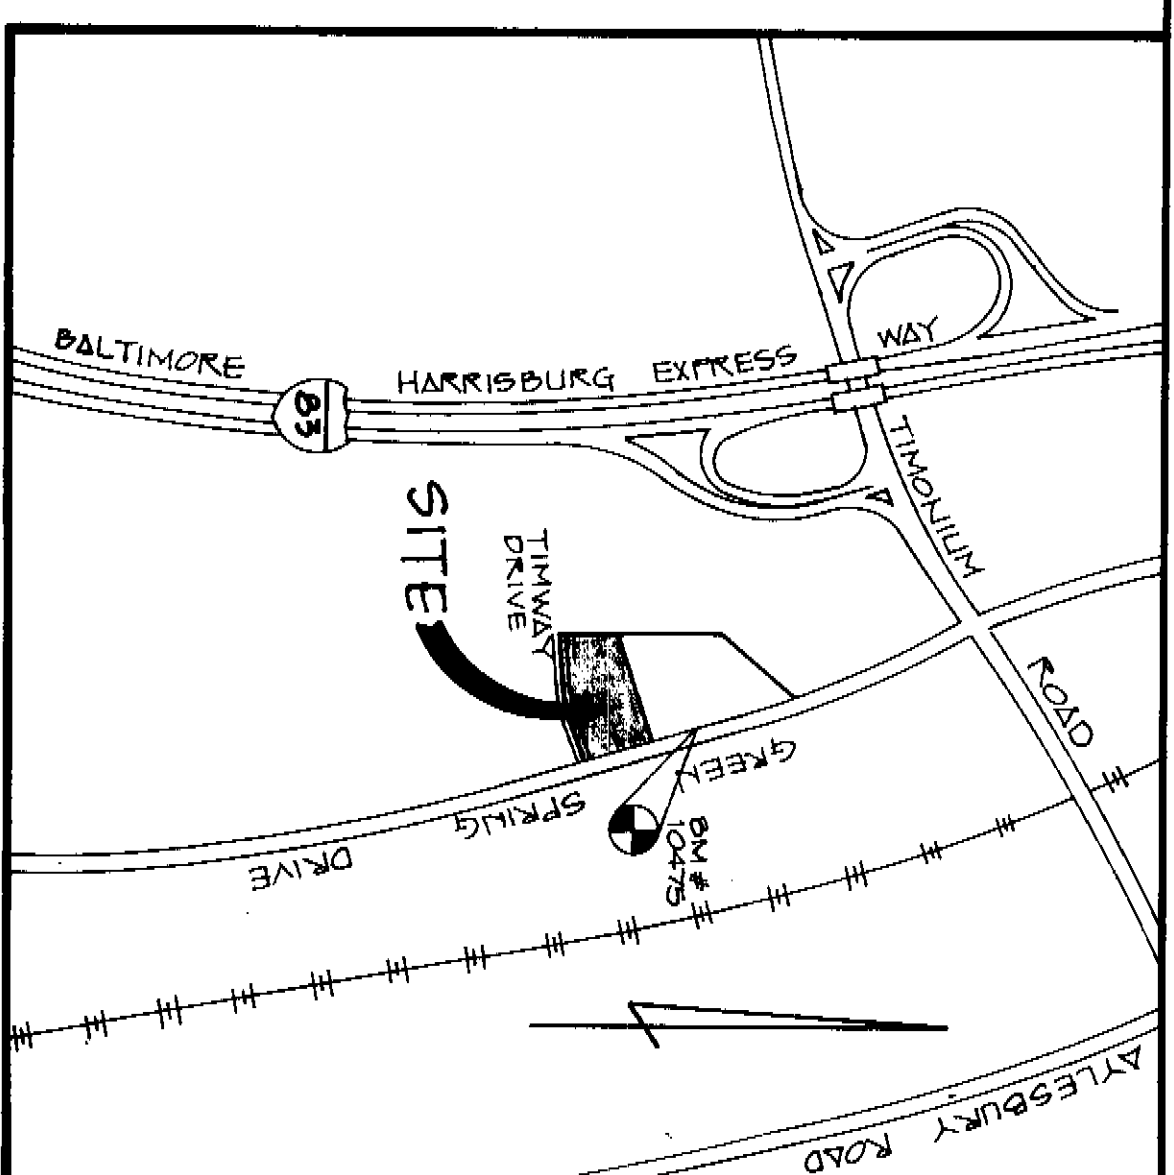 BALTIMORE HARRISBURG EXPRESS WAY
83
TIMONIUM ROAD
SITE
TIMWAY
DRIVE
GREEN SPRING DRIVE
BM #
10475
AYLESBURY ROAD